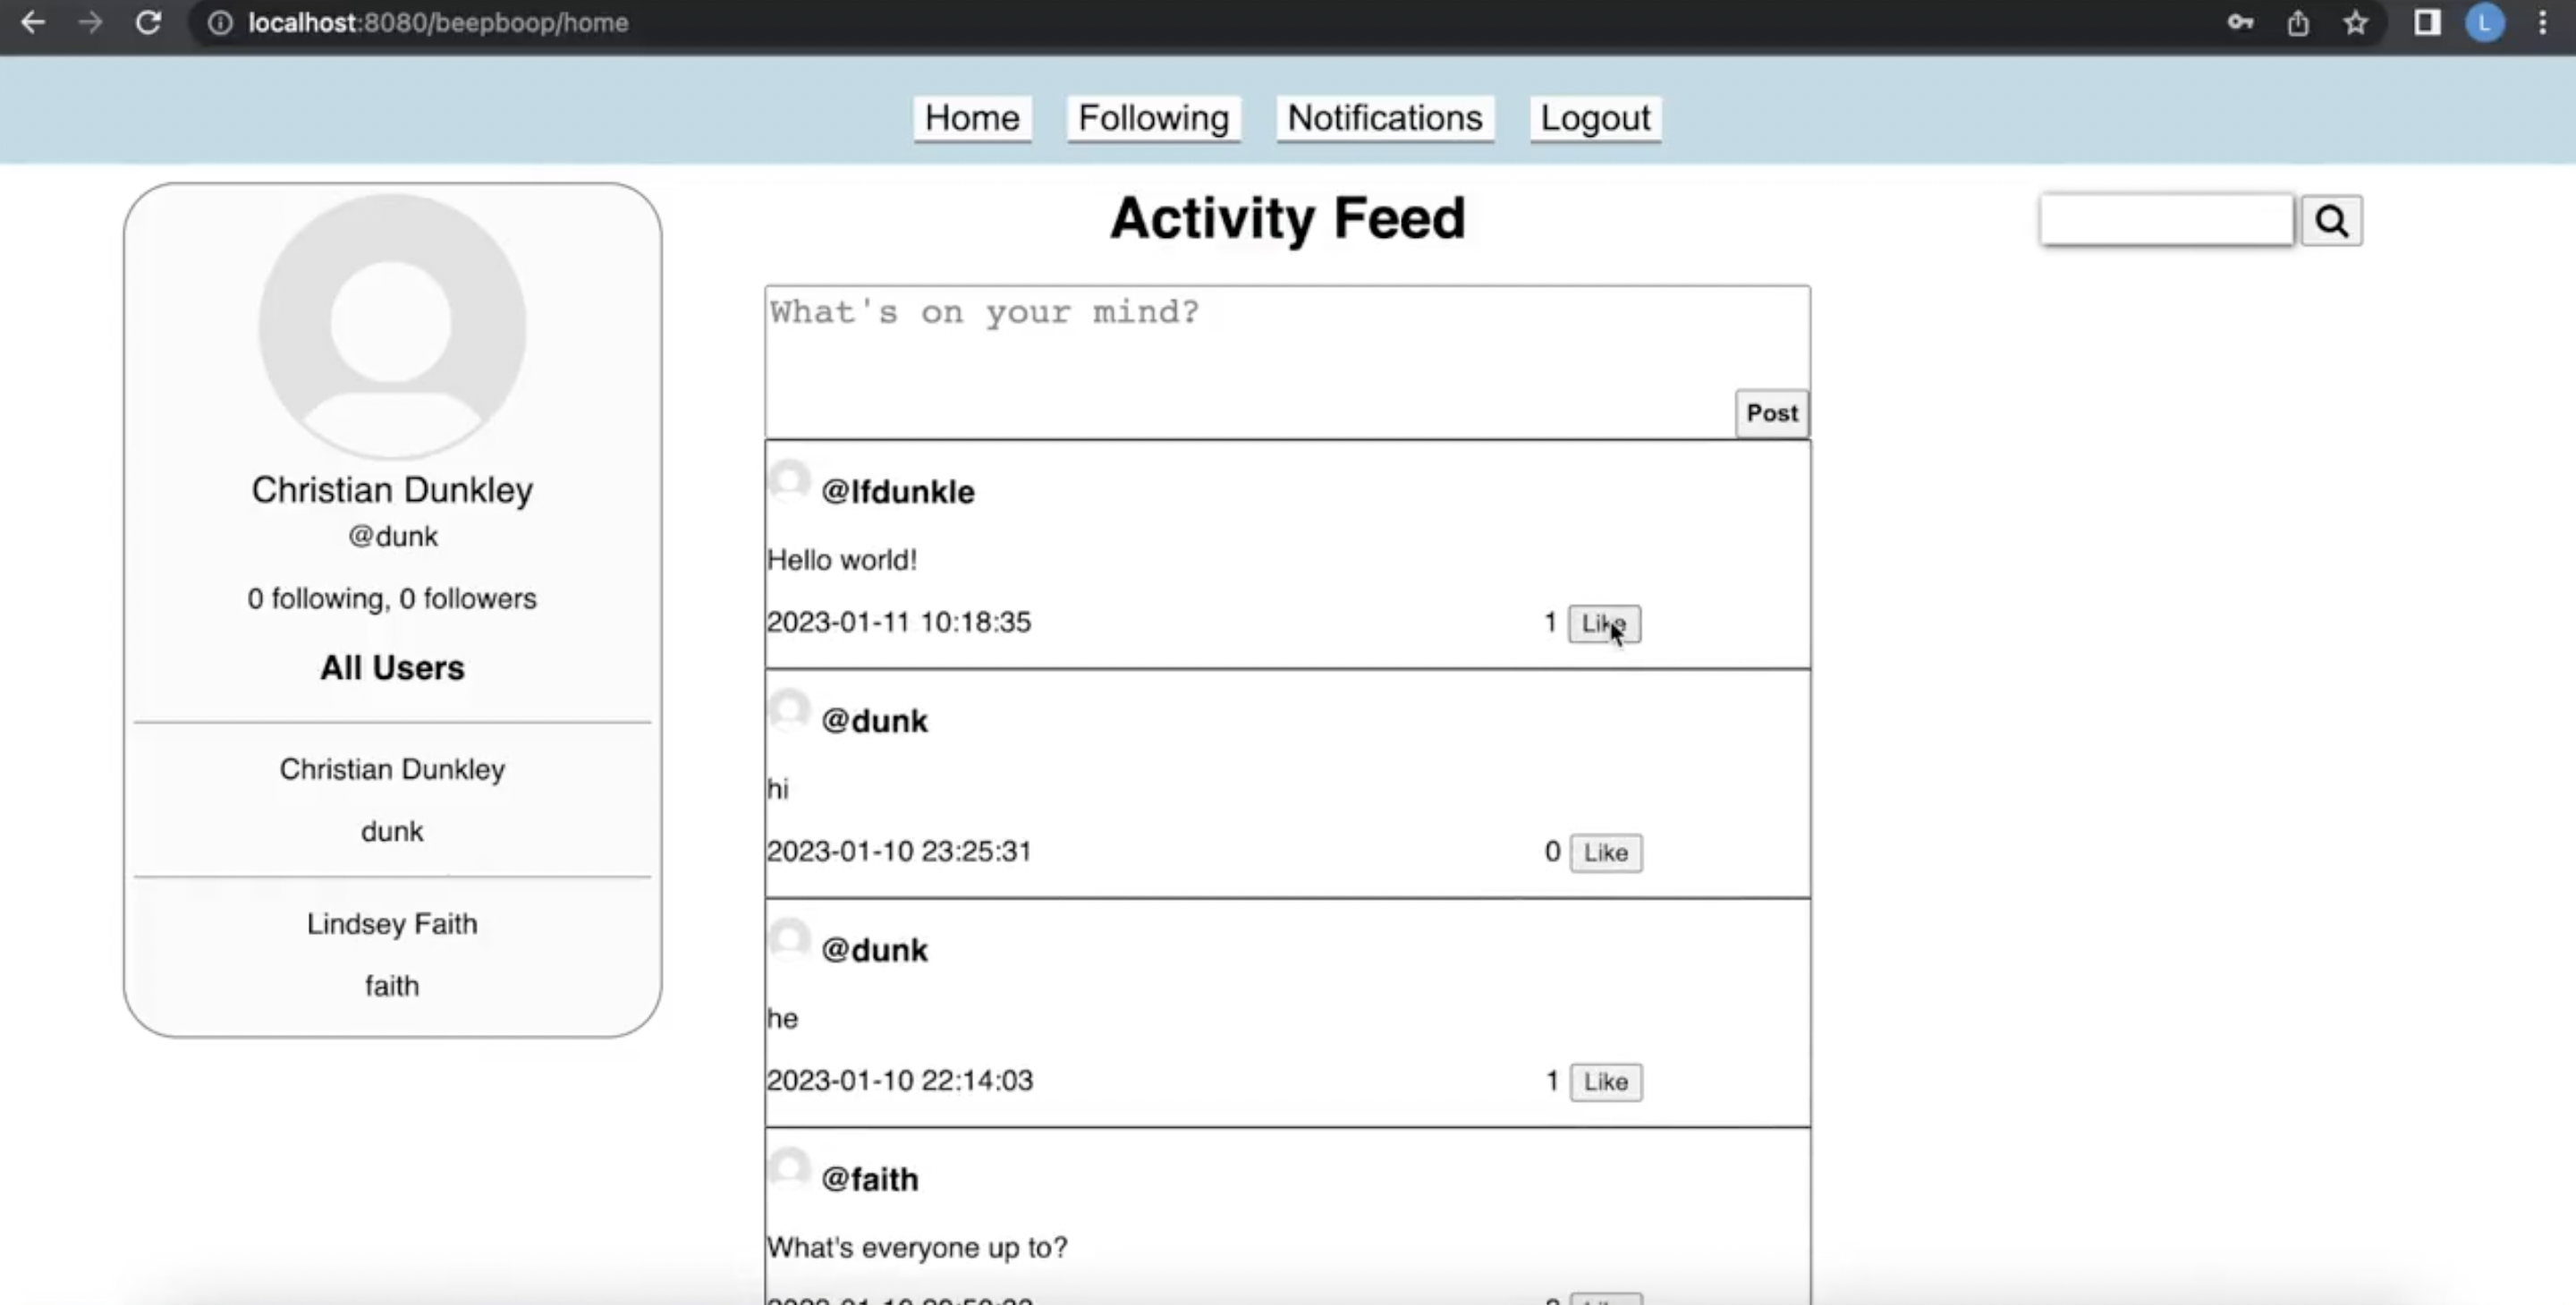 localhost:8080/beepboop/home
L
Home Following Notifications Logout
Activity Feed
Christian Dunkley
@dunk
0 following, 0 followers
All Users
Christian Dunkley
dunk
Lindsey Faith
faith
What's on your mind?
Post
@lfdunkle
Hello world!
2023-01-11 10:18:35 1 Like
@dunk
hi
2023-01-10 23:25:31 0 Like
@dunk
he
2023-01-10 22:14:03 1 Like
@faith
What's everyone up to?